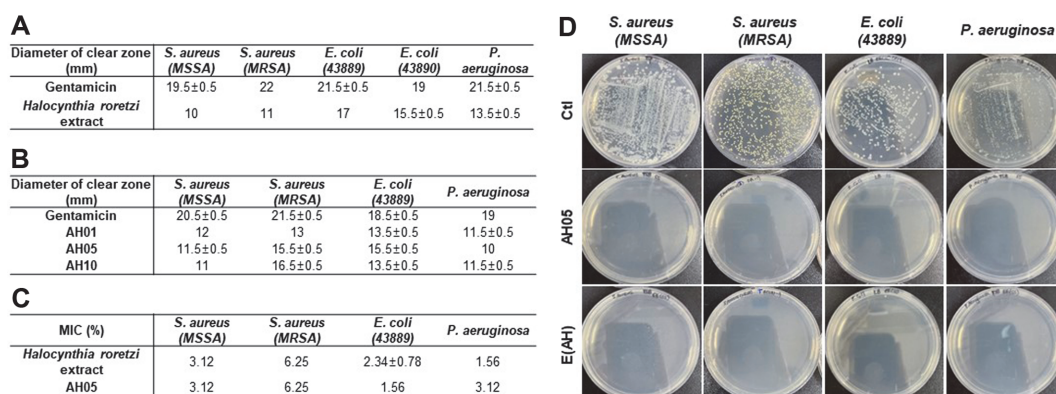 A
Diameter of clear zone (mm) S. aureus (MSSA) S. aureus (MRSA) E. coli (43889) E. coli (43890) P. aeruginosa
Gentamicin 19.5±0.5 22 21.5±0.5 19 21.5±0.5
Halocynthia roretzi extract 10 11 17 15.5±0.5 13.5±0.5
B
Diameter of clear zone (mm) S. aureus (MSSA) S. aureus (MRSA) E. coli (43889) P. aeruginosa
Gentamicin 20.5±0.5 21.5±0.5 18.5±0.5 19
AH01 12 13 13.5±0.5 11.5±0.5
AH05 11.5±0.5 15.5±0.5 15.5±0.5 10
AH10 11 16.5±0.5 13.5±0.5 11.5±0.5
C
MIC (%) S. aureus (MSSA) S. aureus (MRSA) E. coli (43889) P. aeruginosa
Halocynthia roretzi extract 3.12 6.25 2.34±0.78 1.56
AH05 3.12 6.25 1.56 3.12
D
S. aureus (MSSA) S. aureus (MRSA) E. coli (43889) P. aeruginosa
Ctl
AH05
E(AH)